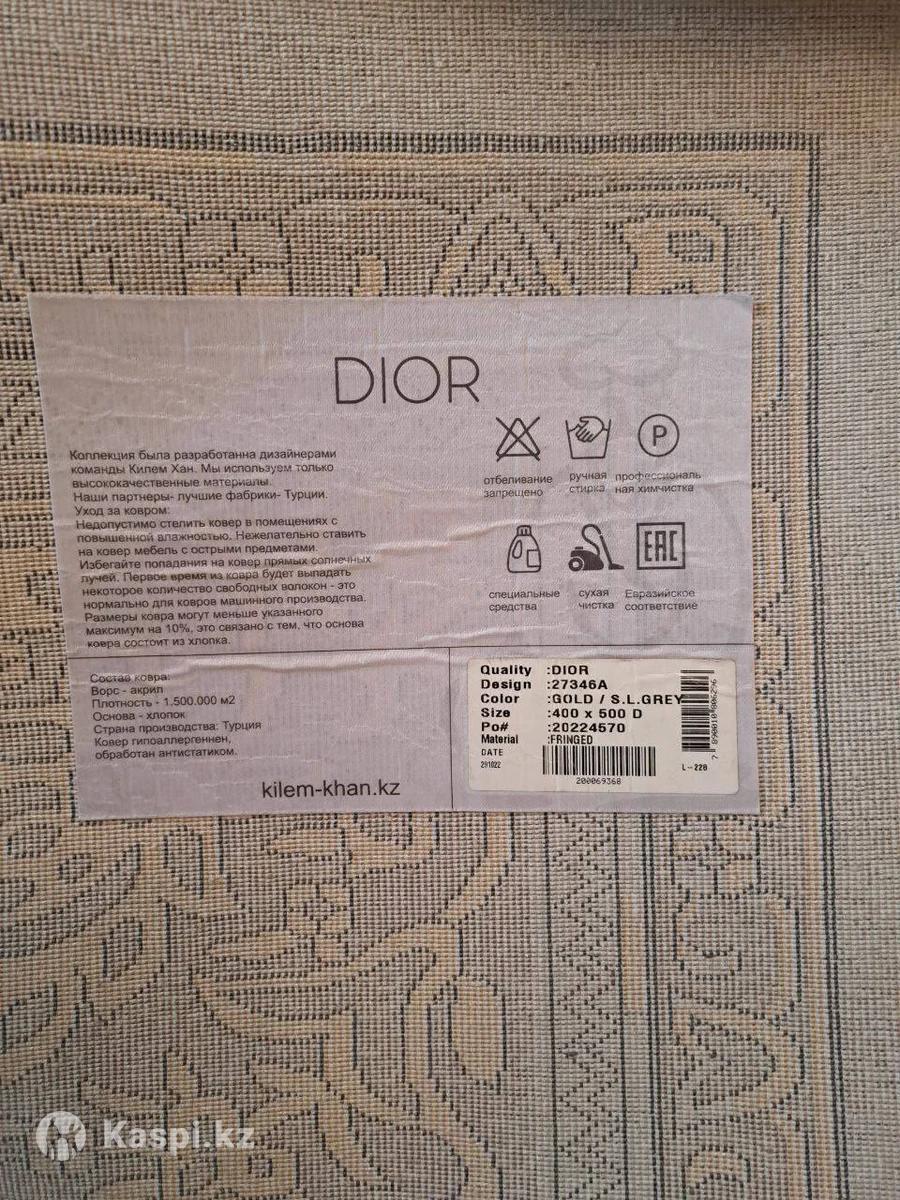 DIOR
Коллекция была разработанна дизайнерами
команды Килем Хан. Мы используем только
высококачественные материалы.
Наши партнеры- лучшие фабрики- Турции.
Уход за ковром:
Недопустимо стелить ковер в помещениях с
повышенной влажностью. Нежелательно ставить
на ковер мебель с острыми предметами.
Избегайте попадания на ковер прямых солнечных
лучей. Первое время из ковра будет выпадать
некоторое количество свободных волокон - это
нормально для ковров машинного производства.
Размеры ковра могут меньше указанного
максимум на 10%, это связано с тем, что основа
ковра состоит из хлопка.
P
отбеливание
запрещено
ручная
стирка
профессиональ
ная химчистка
EAC
специальные
средства
сухая
чистка
Евразийское
соответствие
Состав ковра:
Ворс - акрил
Плотность - 1.500.000 м2
Основа - хлопок
Страна производства: Турция
Ковер гипоаллергеннен,
обработан антистатиком.
kilem-khan.kz
Quality :DIOR
Design :27346A
Color :GOLD / S.L.GREY
Size :400 x 500 D
Po# :20224570
Material :FRINGED
DATE
291022
200069368
L-228
Kaspi.kz